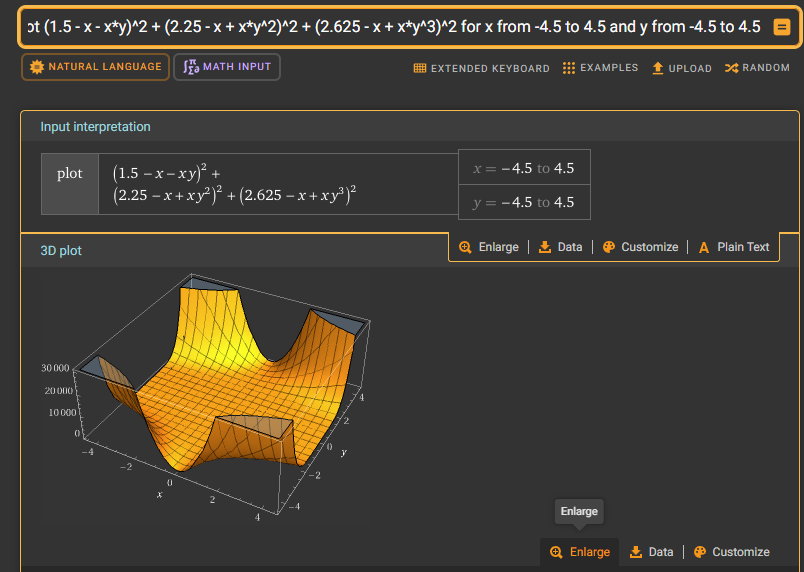 ot (1.5 - x - x*y)^2 + (2.25 - x + x*y^2)^2 + (2.625 - x + x*y^3)^2 for x from -4.5 to 4.5 and y from -4.5 to 4.5 =
NATURAL LANGUAGE MATH INPUT EXTENDED KEYBOARD EXAMPLES UPLOAD RANDOM
Input interpretation
plot (1.5 − x − x y)² +
(2.25 − x + x y²)² + (2.625 − x + x y³)²
x = −4.5 to 4.5
y = −4.5 to 4.5
3D plot Enlarge Data Customize A Plain Text
30 000
20 000
10 000
0
−4
−2
0
2
4
x
4
2
0
−2
−4
y
Enlarge
Enlarge Data Customize